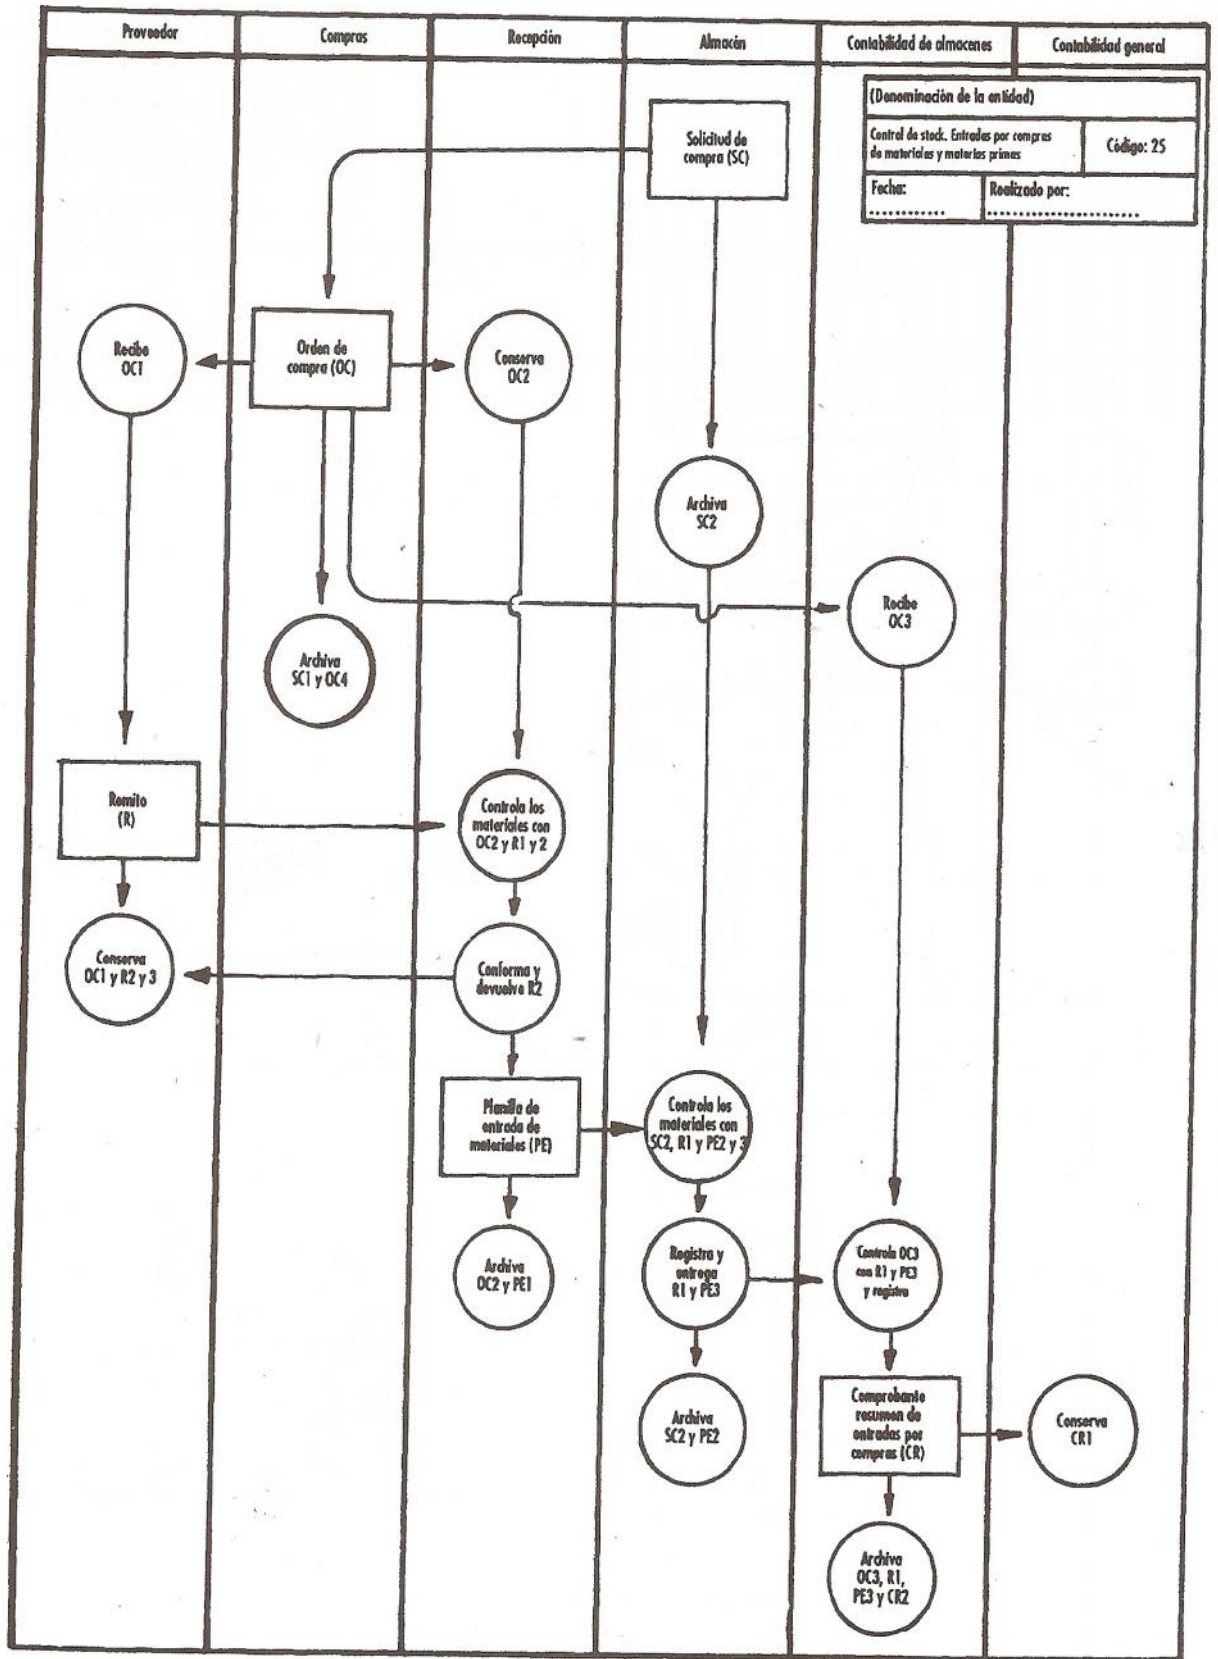 Proveedor
Compras
Recepción
Almacén
Contabilidad de almacenes
Contabilidad general
(Denominación de la entidad)
Control de stock. Entradas por compras
de materiales y materias primas
Código: 25
Fecha:
............
Realizado por:
........................
Solicitud de
compra (SC)
Recibe
OC1
Orden de
compra (OC)
Conserva
OC2
Archiva
SC2
Recibe
OC3
Archiva
SC1 y OC4
Remito
(R)
Controla los
materiales con
OC2 y R1 y 2
Conserva
OC1 y R2 y 3
Conforma y
devuelve R2
Planilla de
entrada de
materiales (PE)
Controla los
materiales con
SC2, R1 y PE2 y 3
Archiva
OC2 y PE1
Registra y
entrega
R1 y PE3
Controla OC3
con R1 y PE3
y registra
Archiva
SC2 y PE2
Comprobante
resumen de
entradas por
compras (CR)
Conserva
CR1
Archiva
OC3, R1,
PE3 y CR2